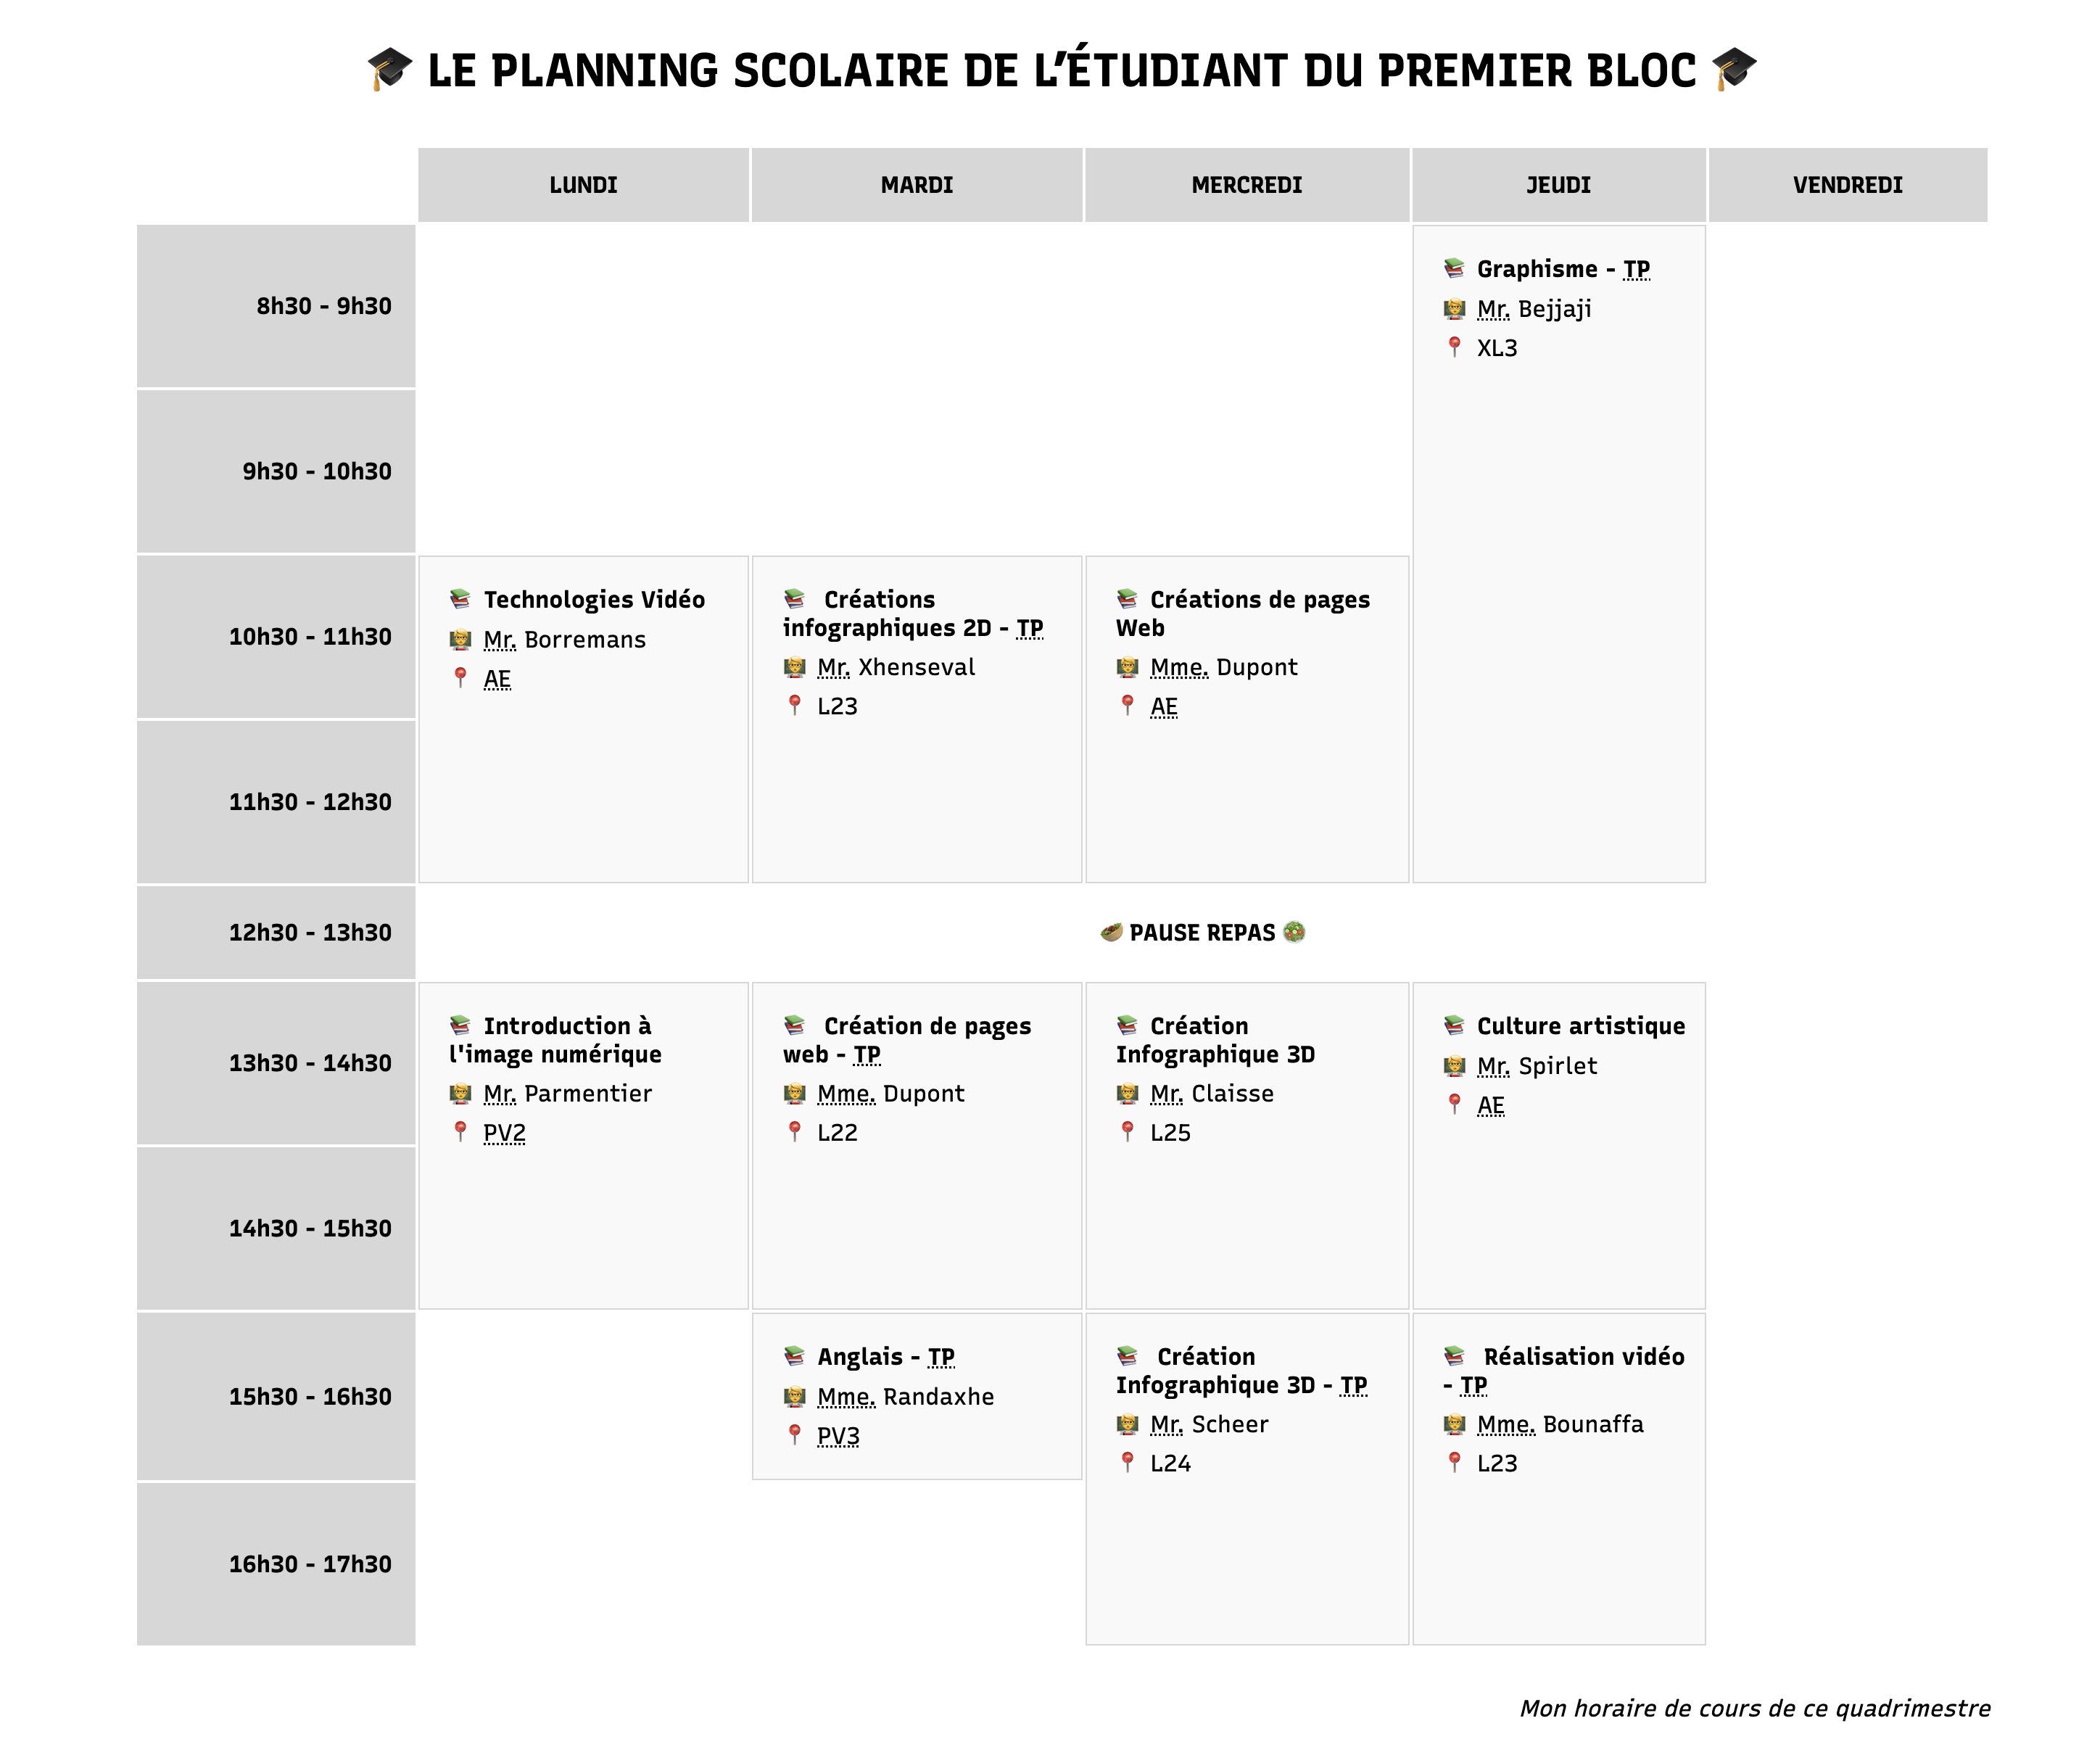 🎓 LE PLANNING SCOLAIRE DE L’ÉTUDIANT DU PREMIER BLOC 🎓
LUNDI MARDI MERCREDI JEUDI VENDREDI
8h30 - 9h30
📚 Graphisme - TP
Mr. Bejjaji
📍 XL3
9h30 - 10h30
10h30 - 11h30
📚 Technologies Vidéo
Mr. Borremans
📍 AE
📚 Créations
infographiques 2D - TP
Mr. Xhenseval
📍 L23
📚 Créations de pages
Web
Mme. Dupont
📍 AE
11h30 - 12h30
12h30 - 13h30
🥙 PAUSE REPAS 🥗
13h30 - 14h30
📚 Introduction à
l'image numérique
Mr. Parmentier
📍 PV2
📚 Création de pages
web - TP
Mme. Dupont
📍 L22
📚 Création
Infographique 3D
Mr. Claisse
📍 L25
📚 Culture artistique
Mr. Spirlet
📍 AE
14h30 - 15h30
15h30 - 16h30
📚 Anglais - TP
Mme. Randaxhe
📍 PV3
📚 Création
Infographique 3D - TP
Mr. Scheer
📍 L24
📚 Réalisation vidéo
- TP
Mme. Bounaffa
📍 L23
16h30 - 17h30
Mon horaire de cours de ce quadrimestre